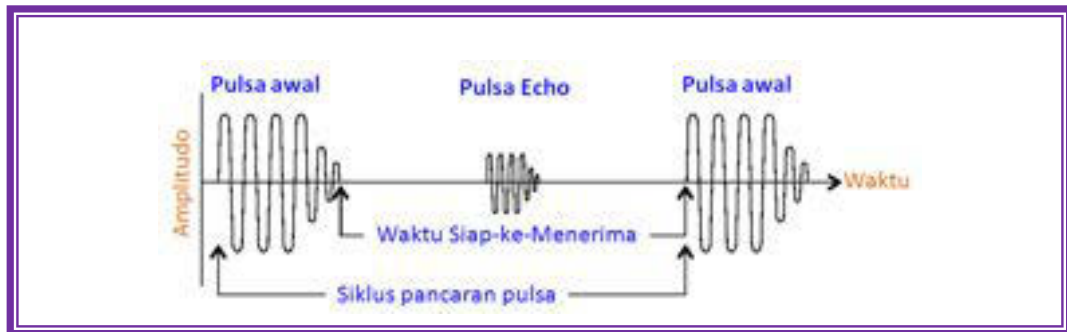 Pulsa awal
Pulsa Echo
Pulsa awal
Amplitudo
Waktu
Waktu Siap-ke-Menerima
Siklus pancaran pulsa